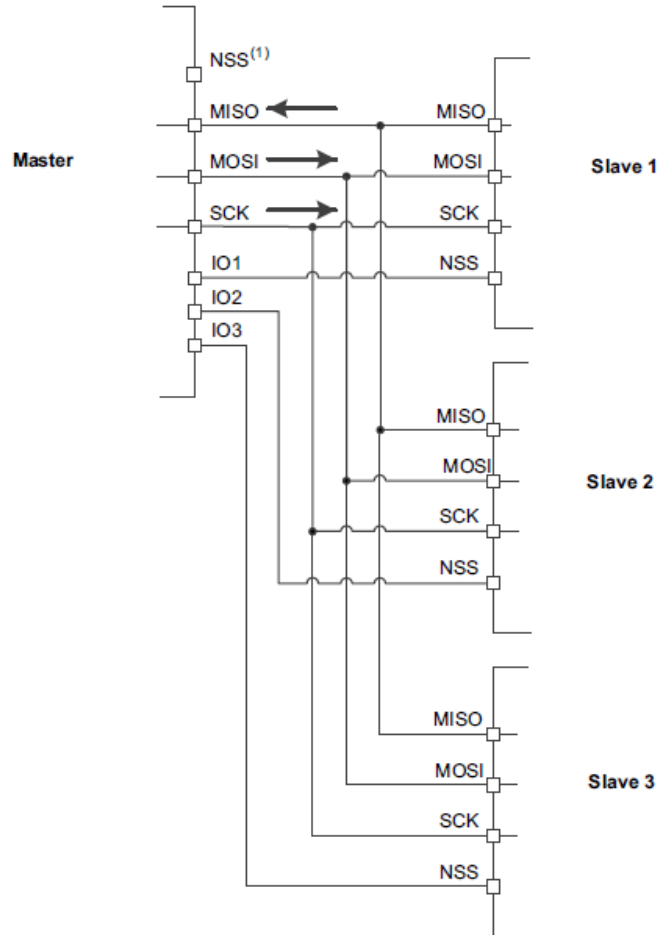 NSS(1)
MISO
MOSI
SCK
IO1
IO2
IO3
Master
MISO
MOSI
SCK
NSS
Slave 1
MISO
MOSI
SCK
NSS
Slave 2
MISO
MOSI
SCK
NSS
Slave 3